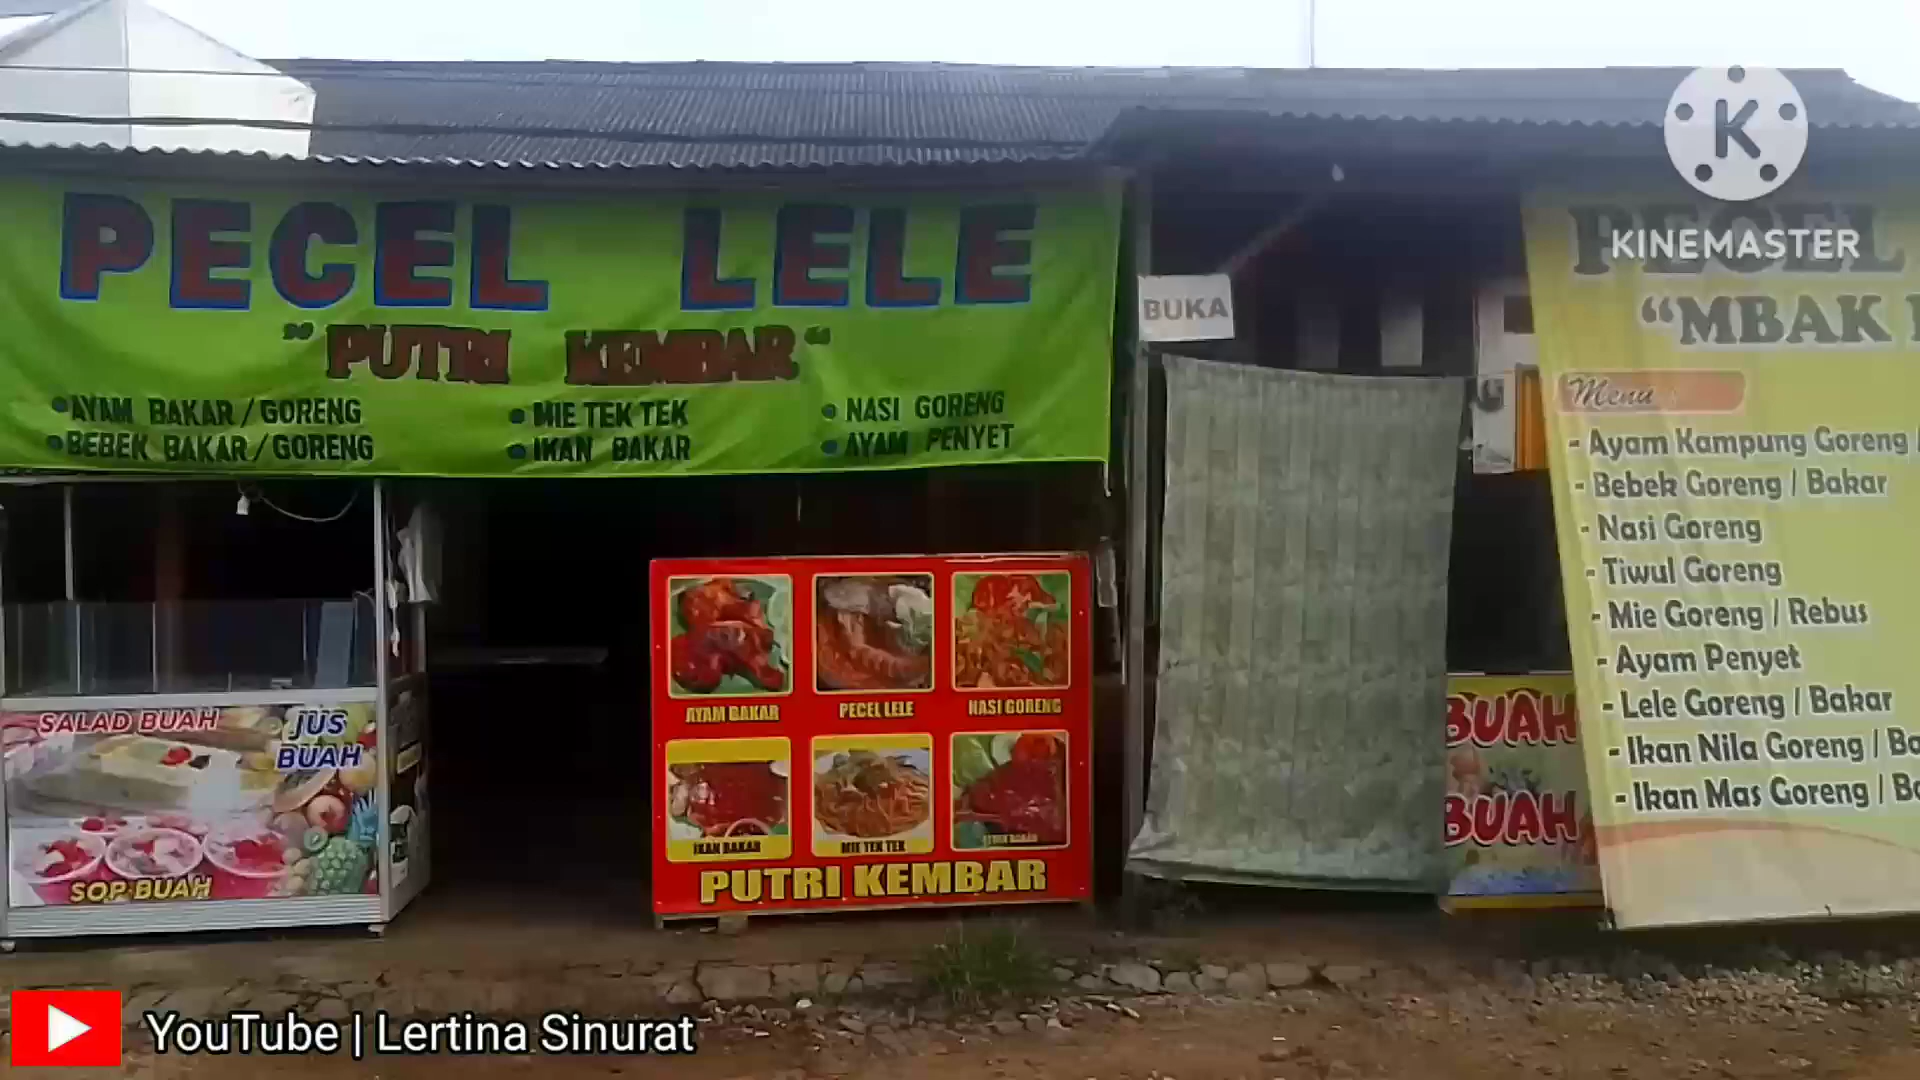 PECEL LELE
"PUTRI KEMBAR"
•AYAM BAKAR/GORENG
•BEBEK BAKAR/GORENG
•MIE TEK TEK
•IKAN BAKAR
•NASI GORENG
•AYAM PENYET
SALAD BUAH
JUS
BUAH
SOP BUAH
AYAM BAKAR
PECEL LELE
NASI GORENG
IKAN BAKAR
MIE TEK TEK
PUTRI KEMBAR
BUKA
BUAH
BUAH
K
KINEMASTER
PECEL
"MBAK
Menu
- Ayam Kampung Goreng /
- Bebek Goreng / Bakar
- Nasi Goreng
- Tiwul Goreng
- Mie Goreng / Rebus
- Ayam Penyet
- Lele Goreng / Bakar
- Ikan Nila Goreng / Ba
- Ikan Mas Goreng / Ba
YouTube | Lertina Sinurat